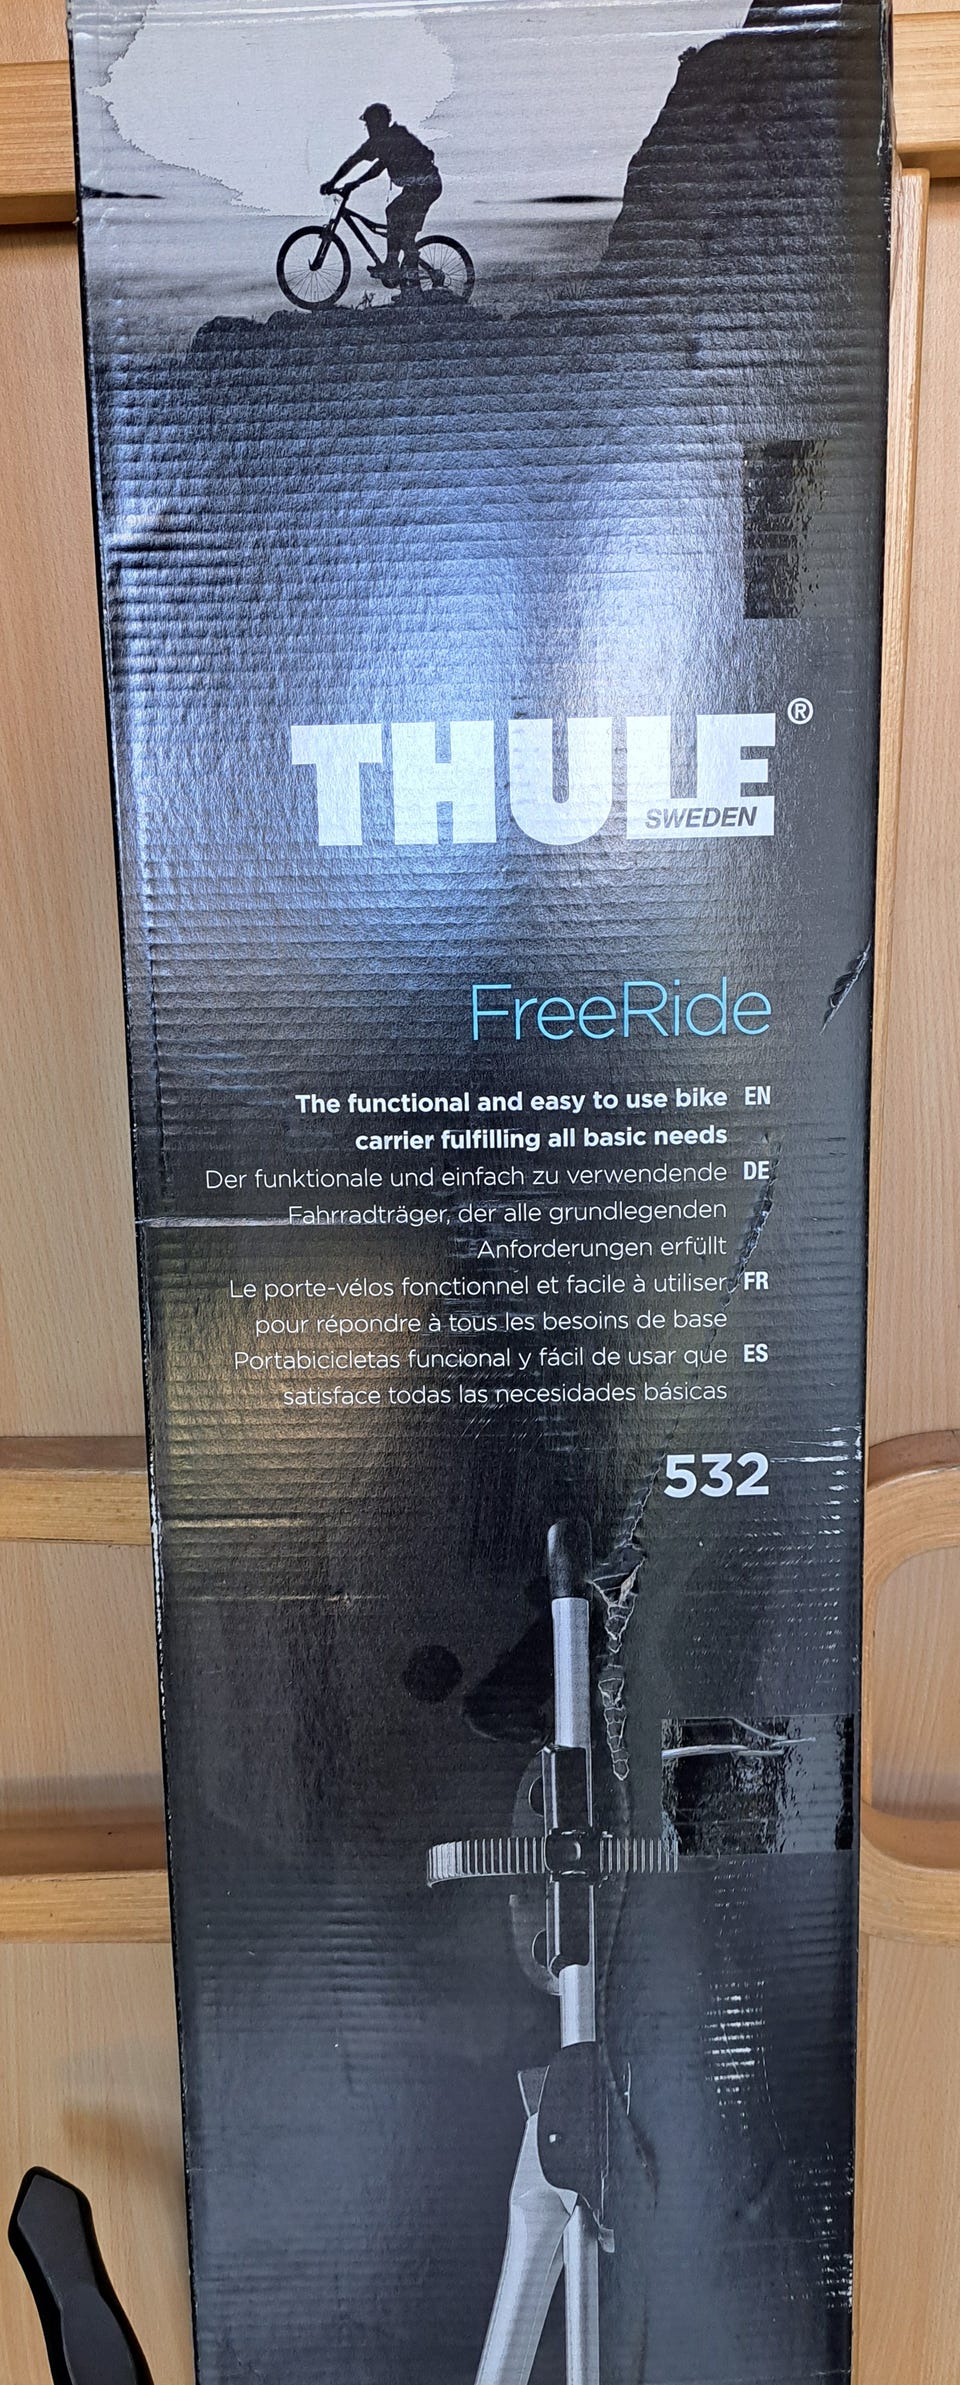 THULE®
SWEDEN
FreeRide
The functional and easy to use bike EN
carrier fulfilling all basic needs
Der funktionale und einfach zu verwendende DE
Fahrradträger, der alle grundlegenden
Anforderungen erfüllt
Le porte-vélos fonctionnel et facile à utiliser FR
pour répondre à tous les besoins de base
Portabicicletas funcional y fácil de usar que ES
satisface todas las necesidades básicas
532